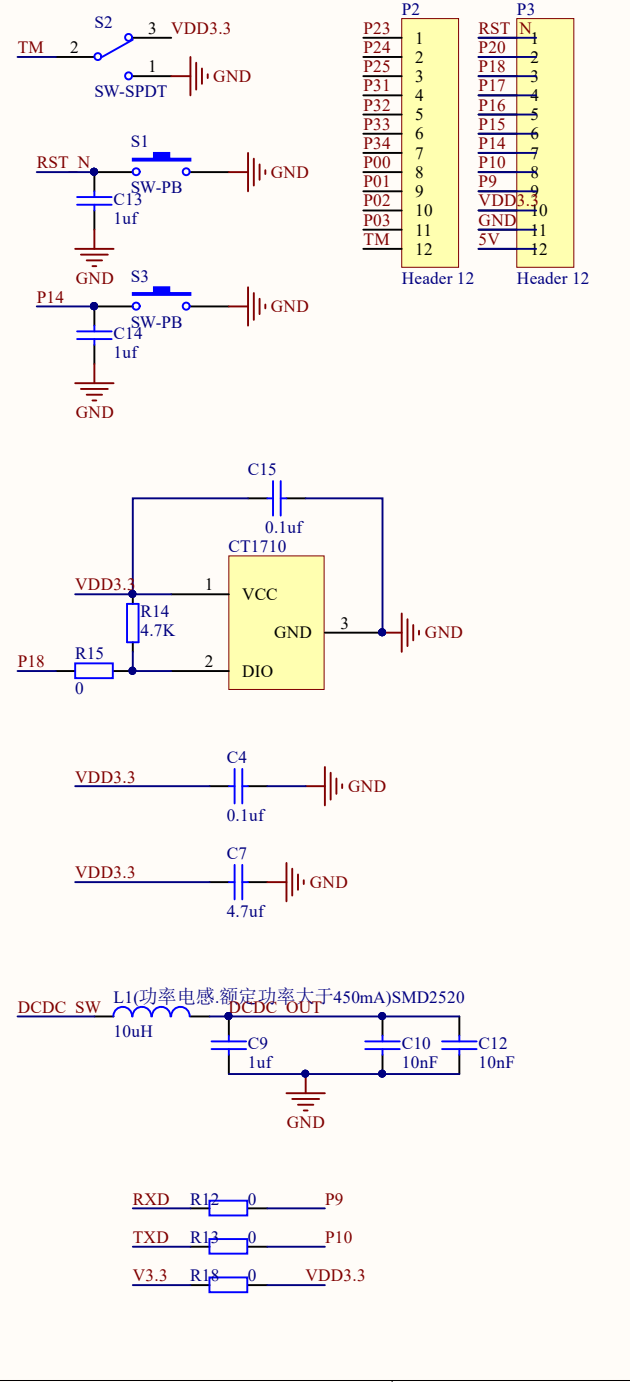 S2
3 VDD3.3
TM 2
1 GND
SW-SPDT
S1
RST_N
GND
SW-PB
C13
1uf
GND
S3
P14
GND
SW-PB
C14
1uf
GND
P2
P23 1
P24 2
P25 3
P31 4
P32 5
P33 6
P34 7
P00 8
P01 9
P02 10
P03 11
TM 12
Header 12
P3
RST_N 1
P20 2
P18 3
P17 4
P16 5
P15 6
P14 7
P10 8
P9 9
VDD3.3 10
GND 11
5V 12
Header 12
C15
0.1uf
CT1710
VDD3.3 1 VCC
R14
4.7K
GND 3 GND
R15
P18 2 DIO
0
C4
VDD3.3 GND
0.1uf
C7
VDD3.3 GND
4.7uf
L1(功率电感.额定功率大于450mA)SMD2520
DCDC_SW DCDC_OUT
10uH
C9
1uf
C10
10nF
C12
10nF
GND
RXD R12 0 P9
TXD R13 0 P10
V3.3 R18 0 VDD3.3